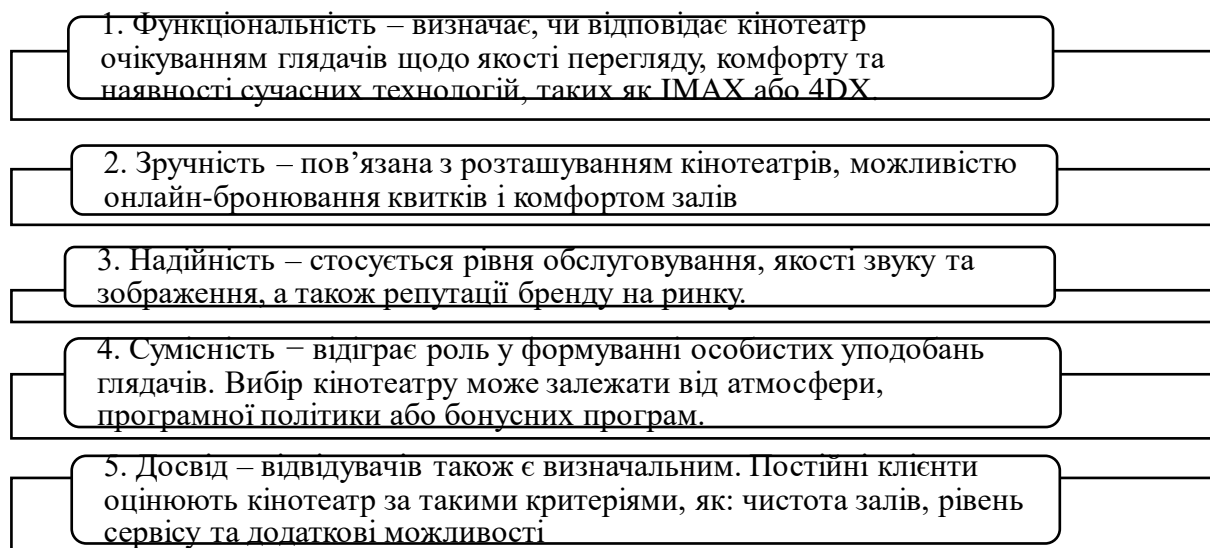 1. Функціональність – визначає, чи відповідає кінотеатр
очікуванням глядачів щодо якості перегляду, комфорту та
наявності сучасних технологій, таких як IMAX або 4DX.
2. Зручність – пов’язана з розташуванням кінотеатрів, можливістю
онлайн-бронювання квитків і комфортом залів
3. Надійність – стосується рівня обслуговування, якості звуку та
зображення, а також репутації бренду на ринку.
4. Сумісність – відіграє роль у формуванні особистих уподобань
глядачів. Вибір кінотеатру може залежати від атмосфери,
програмної політики або бонусних програм.
5. Досвід – відвідувачів також є визначальним. Постійні клієнти
оцінюють кінотеатр за такими критеріями, як: чистота залів, рівень
сервісу та додаткові можливості